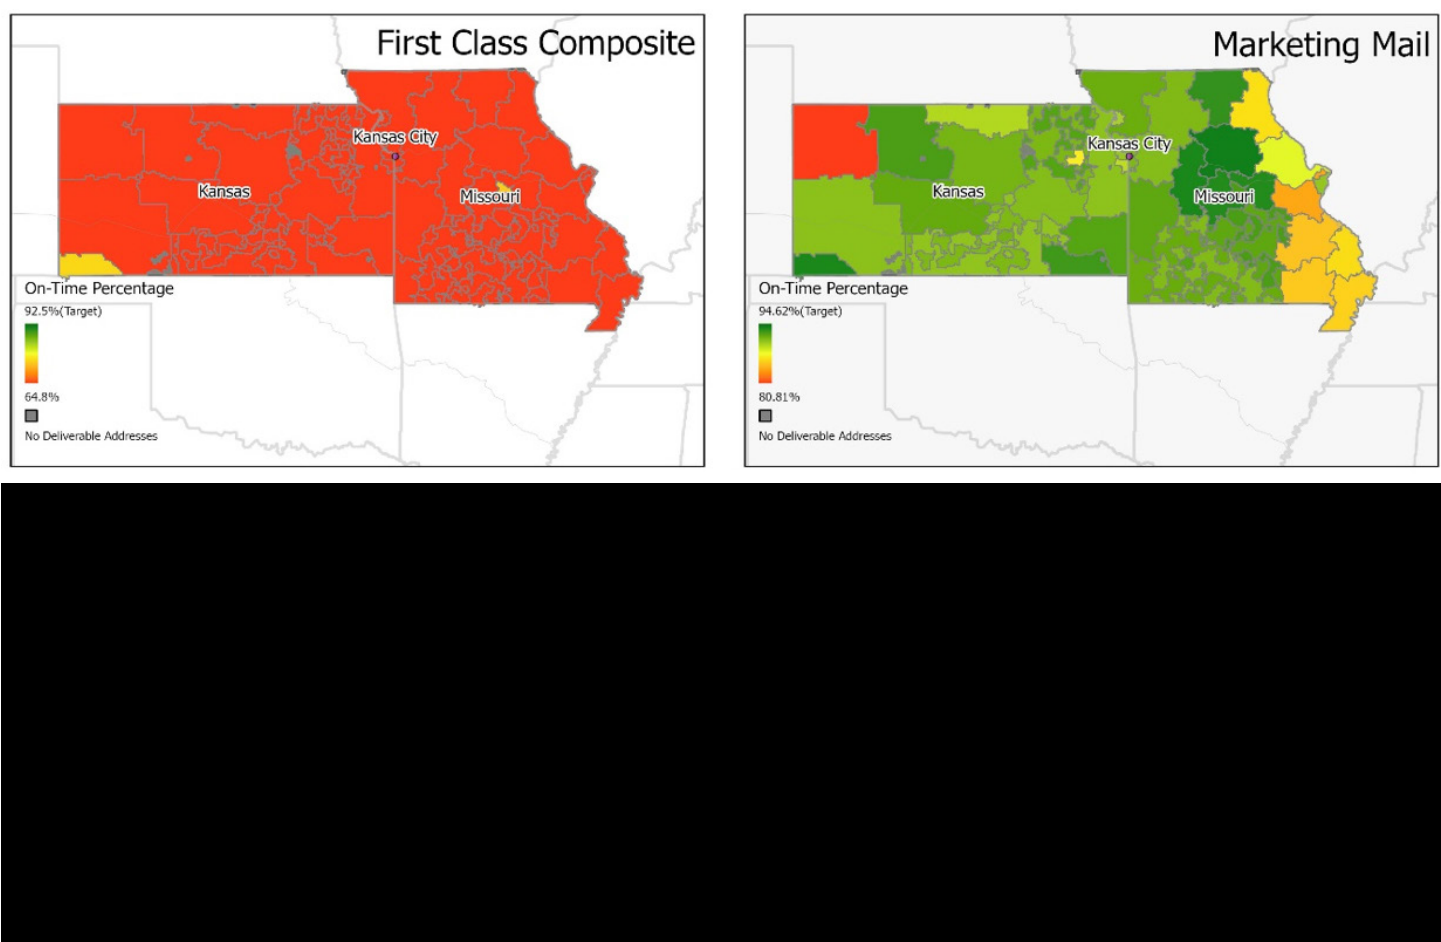 First Class Composite
Kansas City
Kansas
Missouri
On-Time Percentage
92.5%(Target)
64.8%
No Deliverable Addresses
Marketing Mail
Kansas City
Kansas
Missouri
On-Time Percentage
94.62%(Target)
80.81%
No Deliverable Addresses